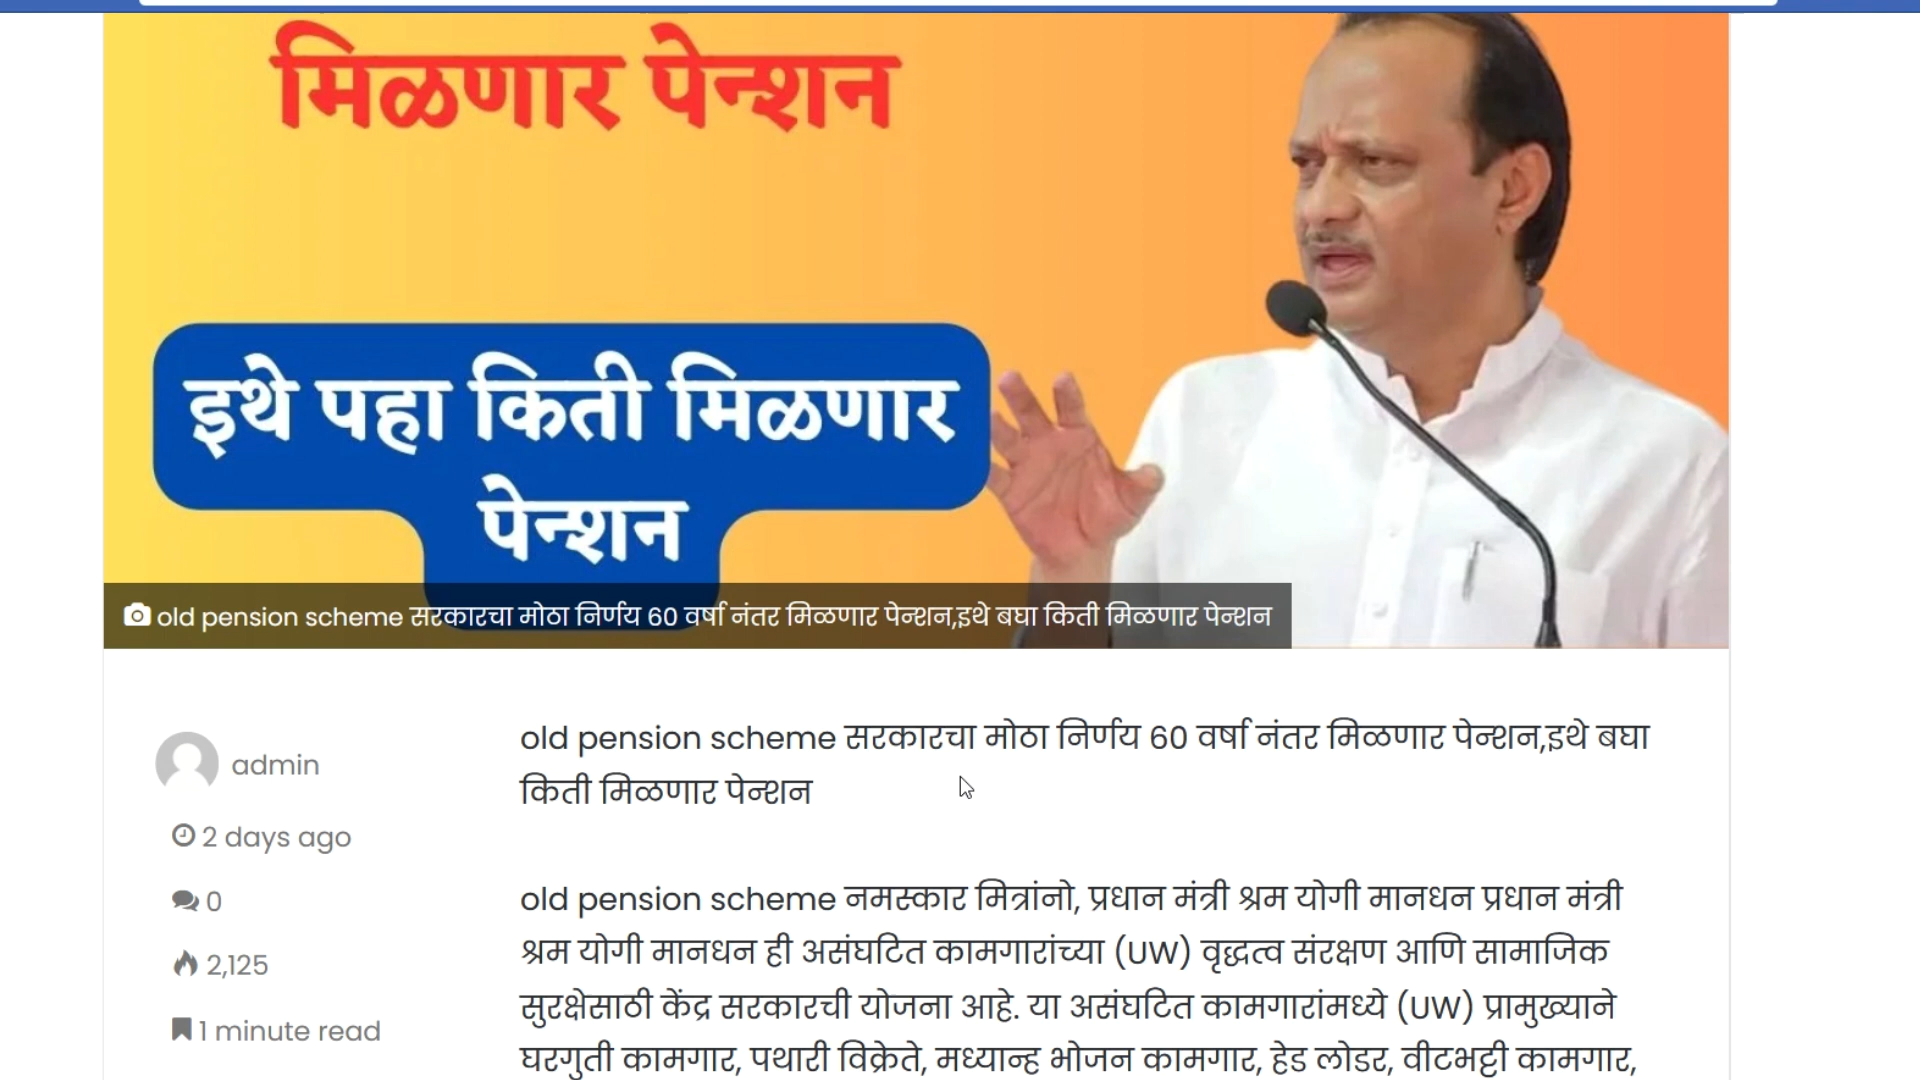 मिळणार पेन्शन
इथे पहा किती मिळणार
पेन्शन
old pension scheme सरकारचा मोठा निर्णय 60 वर्षा नंतर मिळणार पेन्शन,इथे बघा किती मिळणार पेन्शन
admin
2 days ago
0
2,125
1 minute read
old pension scheme सरकारचा मोठा निर्णय 60 वर्षा नंतर मिळणार पेन्शन,इथे बघा
किती मिळणार पेन्शन
old pension scheme नमस्कार मित्रांनो, प्रधान मंत्री श्रम योगी मानधन प्रधान मंत्री
श्रम योगी मानधन ही असंघटित कामगारांच्या (UW) वृद्धत्व संरक्षण आणि सामाजिक
सुरक्षेसाठी केंद्र सरकारची योजना आहे. या असंघटित कामगारांमध्ये (UW) प्रामुख्याने
घरगुती कामगार, पथारी विक्रेते, मध्यान्ह भोजन कामगार, हेड लोडर, वीटभट्टी कामगार,